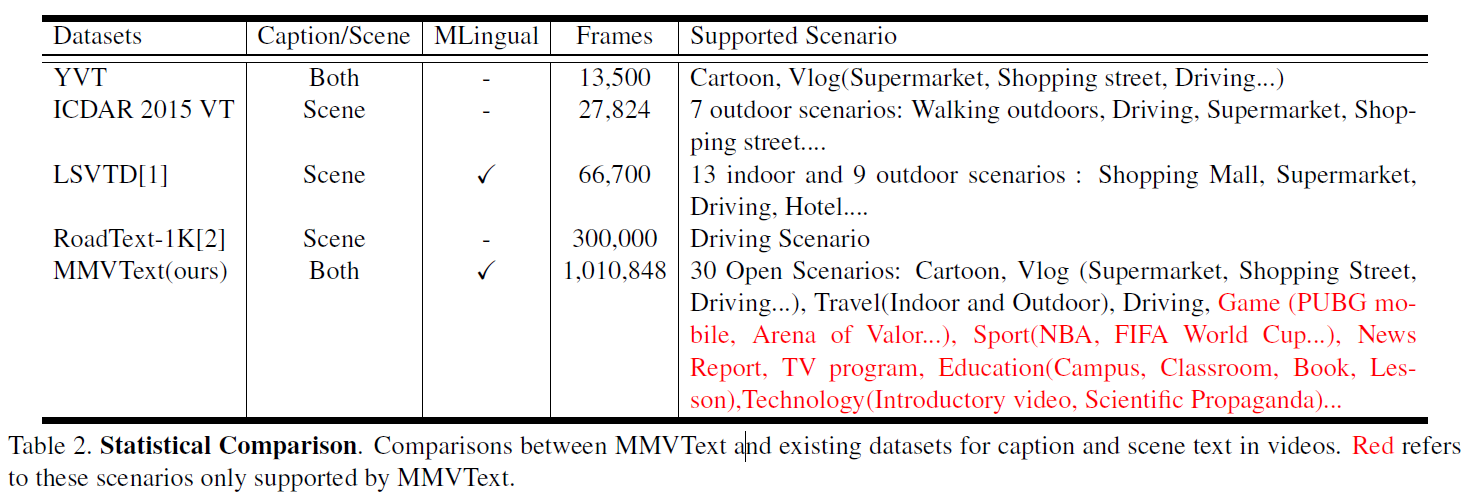 Datasets Caption/Scene MLingual Frames Supported Scenario
YVT Both - 13,500 Cartoon, Vlog(Supermarket, Shopping street, Driving...)
ICDAR 2015 VT Scene - 27,824 7 outdoor scenarios: Walking outdoors, Driving, Supermarket, Shop-
ping street....
LSVTD[1] Scene ✓ 66,700 13 indoor and 9 outdoor scenarios : Shopping Mall, Supermarket,
Driving, Hotel....
RoadText-1K[2] Scene - 300,000 Driving Scenario
MMVText(ours) Both ✓ 1,010,848 30 Open Scenarios: Cartoon, Vlog (Supermarket, Shopping Street,
Driving...), Travel(Indoor and Outdoor), Driving, Game (PUBG mo-
bile, Arena of Valor...), Sport(NBA, FIFA World Cup...), News
Report, TV program, Education(Campus, Classroom, Book, Les-
son),Technology(Introductory video, Scientific Propaganda)...
Table 2. Statistical Comparison. Comparisons between MMVText and existing datasets for caption and scene text in videos. Red refers
to these scenarios only supported by MMVText.